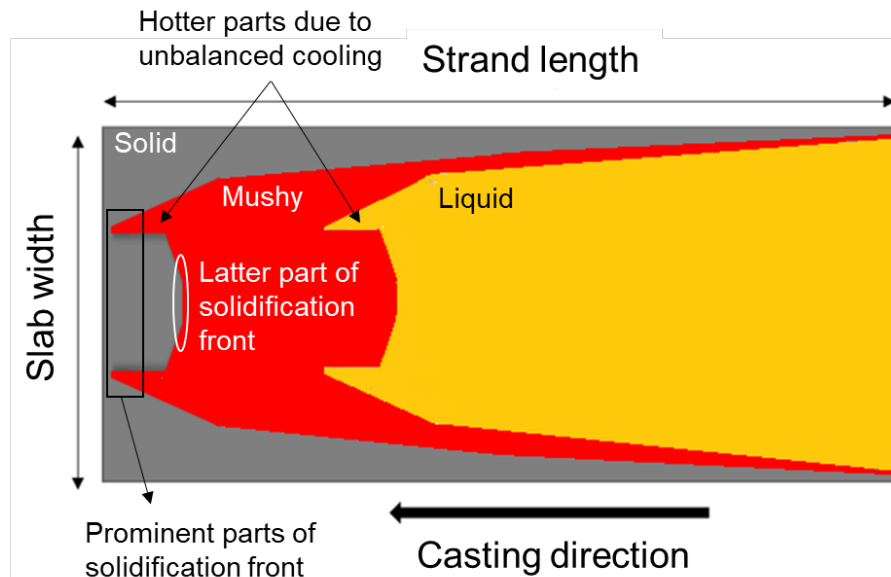 Hotter parts due to
unbalanced cooling
Strand length
Solid
Mushy
Liquid
Slab width
Latter part of
solidification
front
Prominent parts of
solidification front
Casting direction